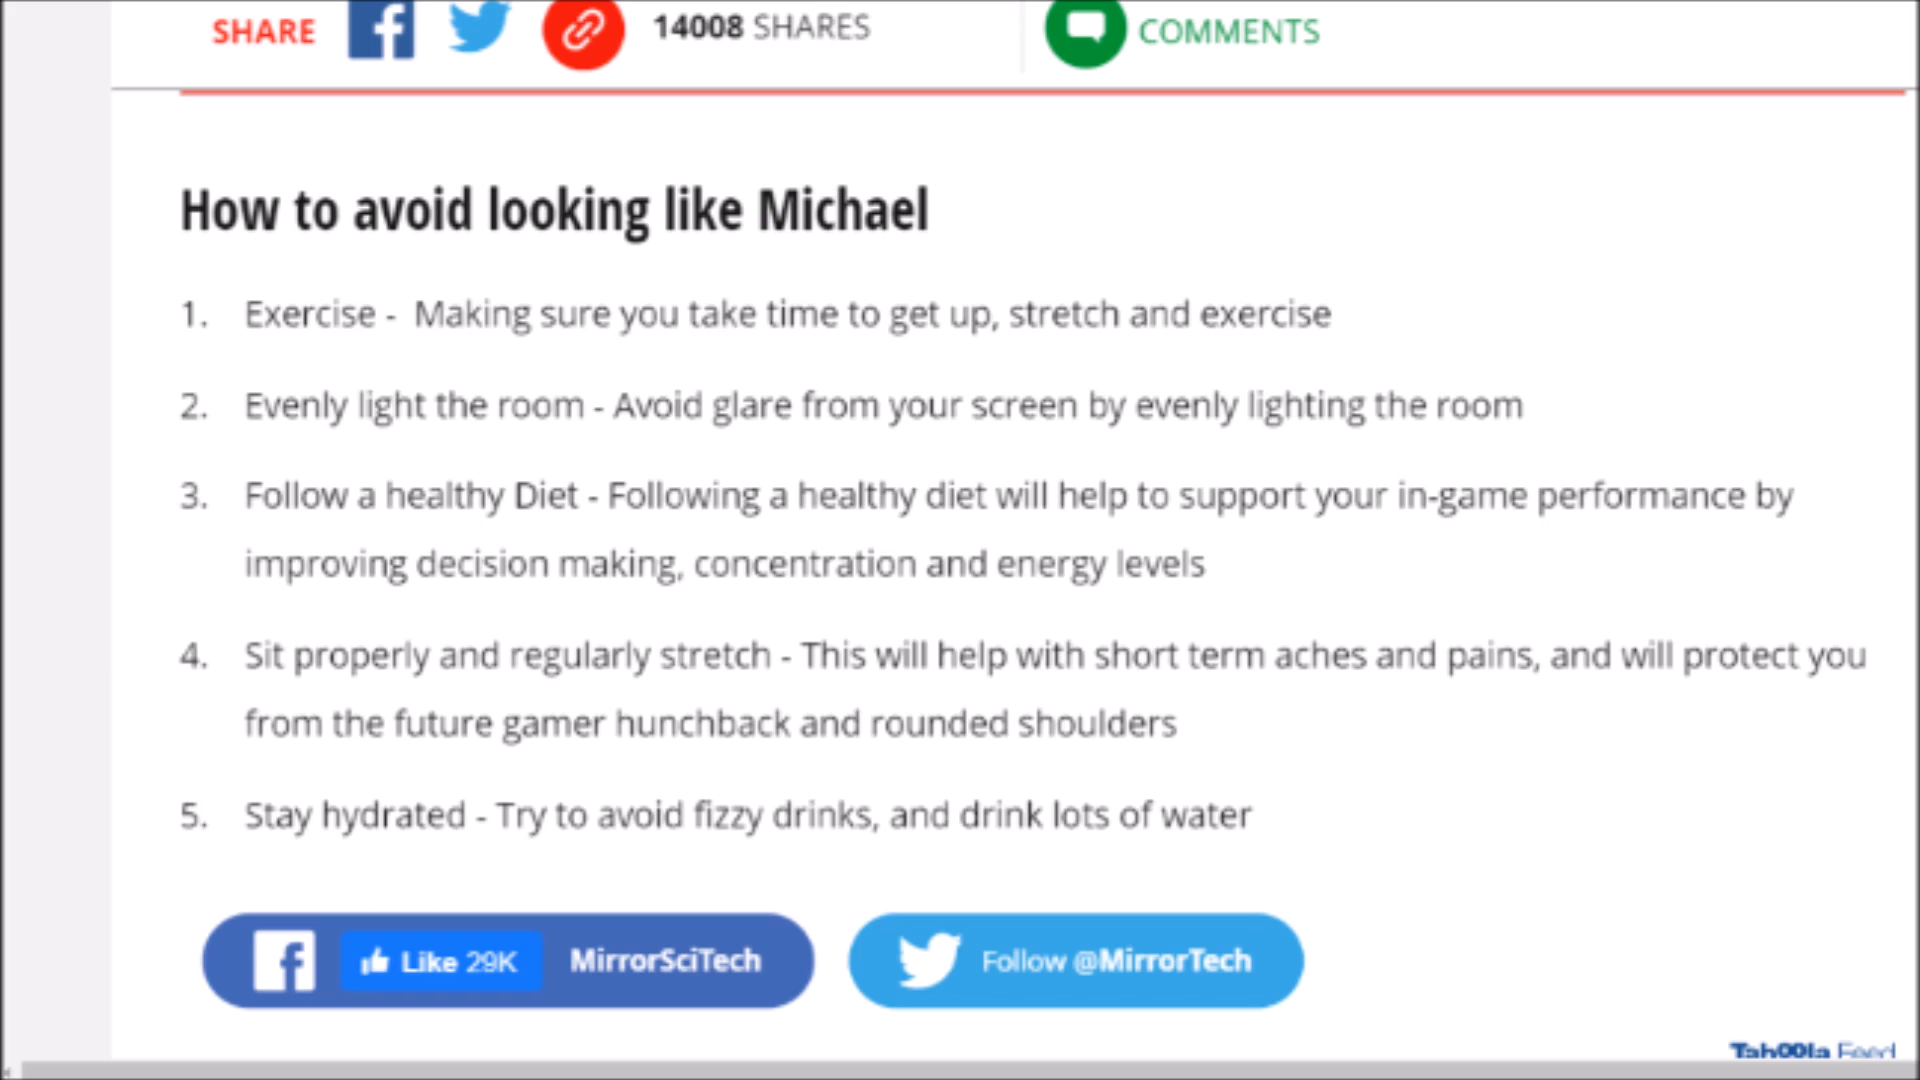 SHARE 14008 SHARES COMMENTS
How to avoid looking like Michael
1. Exercise -  Making sure you take time to get up, stretch and exercise
2. Evenly light the room - Avoid glare from your screen by evenly lighting the room
3. Follow a healthy Diet - Following a healthy diet will help to support your in-game performance by
improving decision making, concentration and energy levels
4. Sit properly and regularly stretch - This will help with short term aches and pains, and will protect you
from the future gamer hunchback and rounded shoulders
5. Stay hydrated - Try to avoid fizzy drinks, and drink lots of water
Like 29K MirrorSciTech Follow @MirrorTech
Taboola Feed